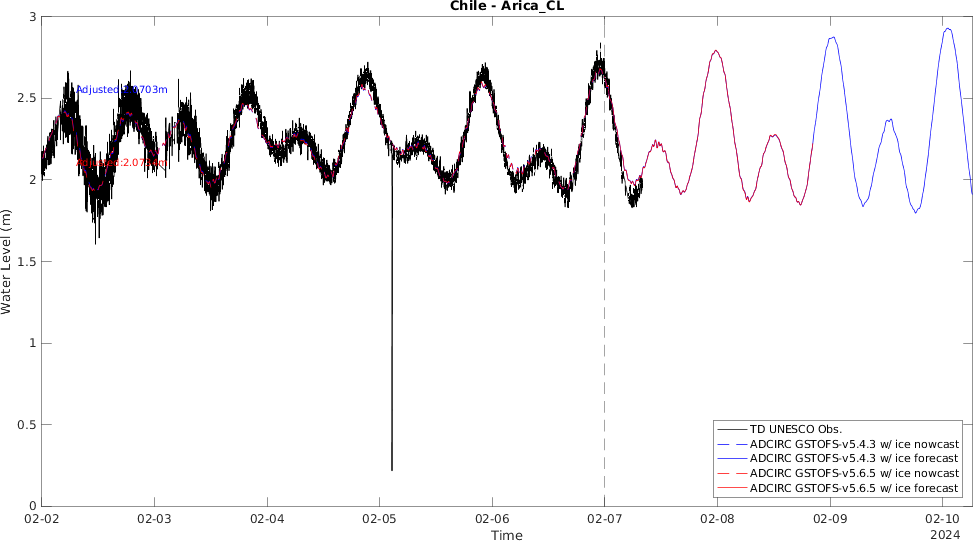 Chile - Arica_CL
3
2.5
2
1.5
1
0.5
0
Water Level (m)
Adjusted
02-02
02-03
02-04
02-05
02-06
02-07
02-08
02-09
02-10
2024
Time
TD UNESCO Obs.
ADCIRC GSTOFS-v5.4.3 w/ ice nowcast
ADCIRC GSTOFS-v5.4.3 w/ ice forecast
ADCIRC GSTOFS-v5.6.5 w/ ice nowcast
ADCIRC GSTOFS-v5.6.5 w/ ice forecast